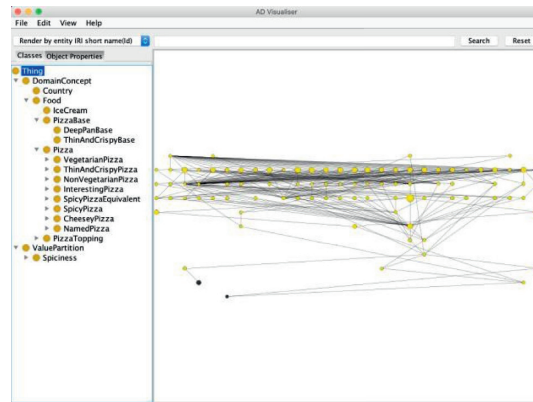 AD Visualiser
File Edit View Help
Render by entity IRI short name(Id) Search Reset
Classes Object Properties
Thing
DomainConcept
Country
Food
IceCream
PizzaBase
DeepPanBase
ThinAndCrispyBase
Pizza
VegetarianPizza
ThinAndCrispyPizza
NonVegetarianPizza
InterestingPizza
SpicyPizzaEquivalent
SpicyPizza
CheeseyPizza
NamedPizza
PizzaTopping
ValuePartition
Spiciness